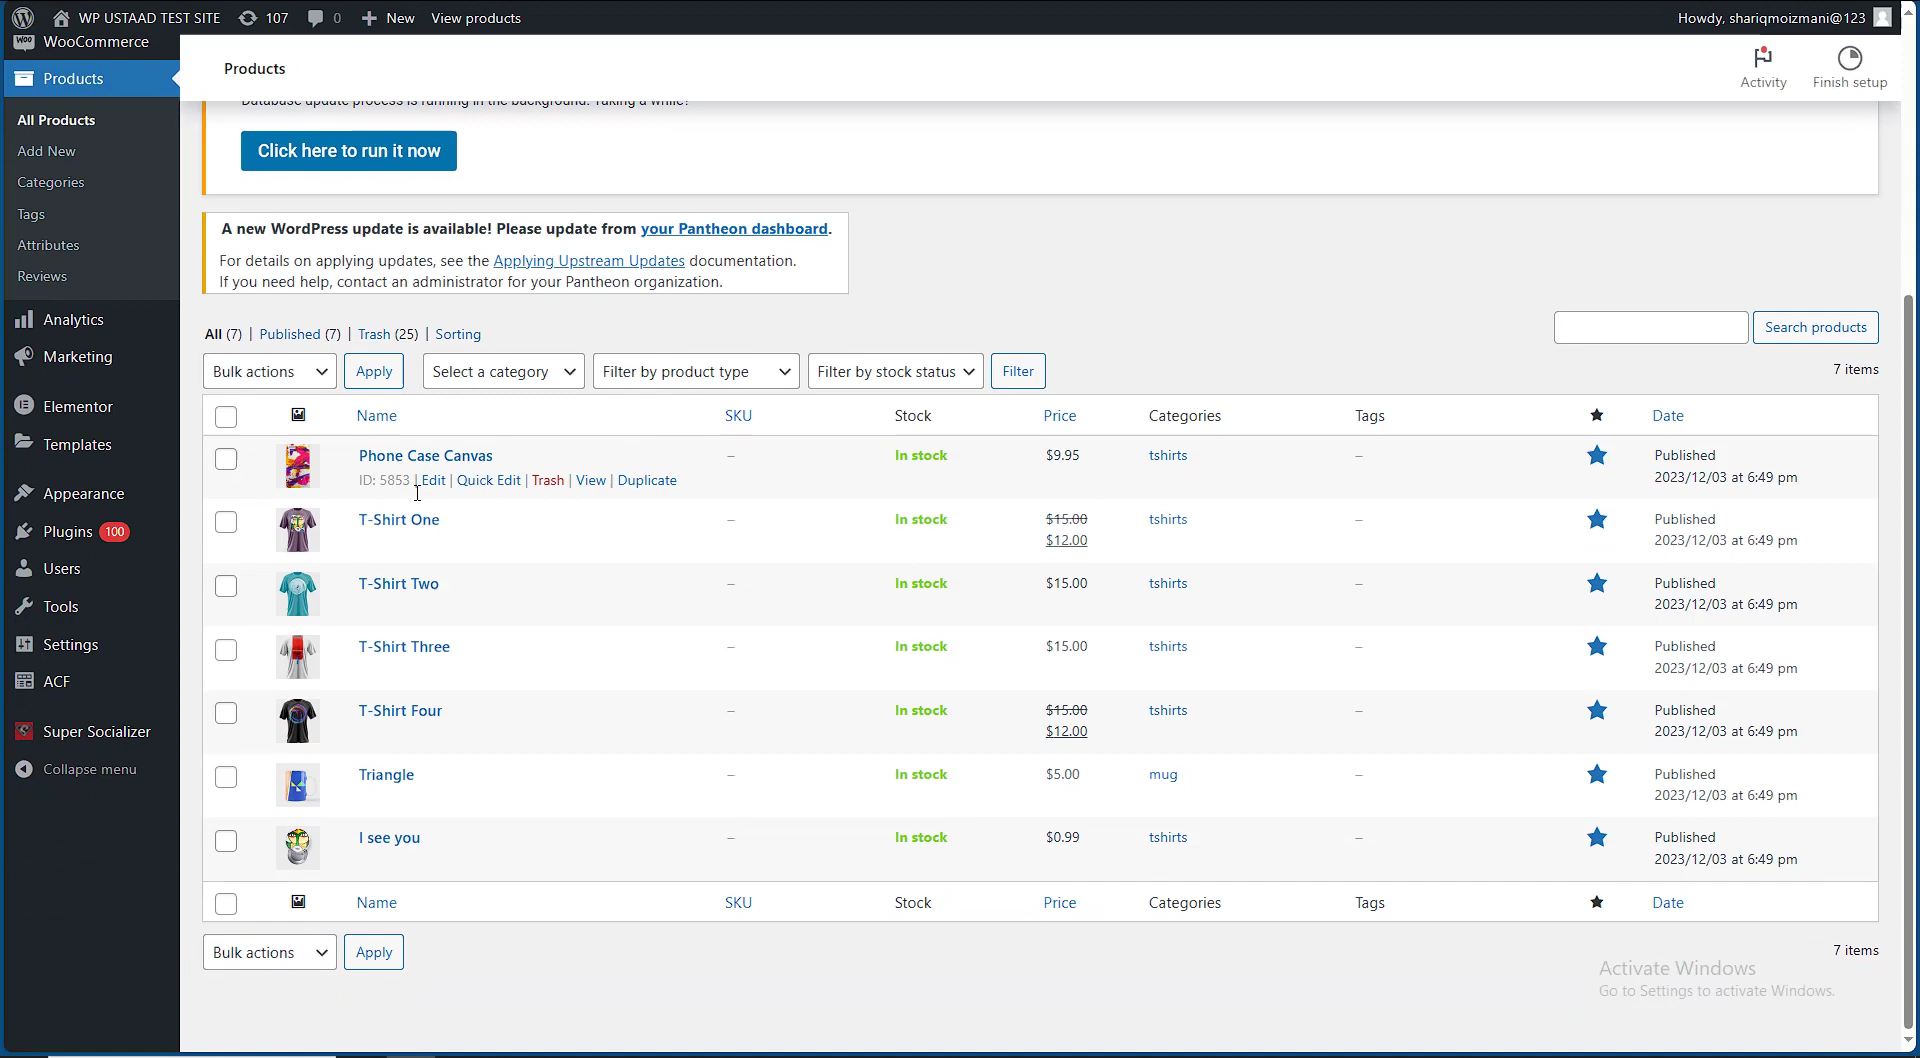 WP USTAAD TEST SITE 107 0 New View products Howdy, shariqmoizmani@123
WooCommerce
Products
All Products
Add New
Categories
Tags
Attributes
Reviews
Analytics
Marketing
Elementor
Templates
Appearance
Plugins 100
Users
Tools
Settings
ACF
Super Socializer
Collapse menu
Products
Activity
Finish setup
Database update process is running in the background. Taking a while?
Click here to run it now
A new WordPress update is available! Please update from your Pantheon dashboard.
For details on applying updates, see the Applying Upstream Updates documentation.
If you need help, contact an administrator for your Pantheon organization.
All (7) | Published (7) | Trash (25) | Sorting
Search products
Bulk actions Apply Select a category Filter by product type Filter by stock status Filter 7 items
Name SKU Stock Price Categories Tags Date
Phone Case Canvas – In stock $9.95 tshirts – Published
ID: 5853 | Edit | Quick Edit | Trash | View | Duplicate 2023/12/03 at 6:49 pm
T-Shirt One – In stock $15.00 tshirts – Published
$12.00 2023/12/03 at 6:49 pm
T-Shirt Two – In stock $15.00 tshirts – Published
2023/12/03 at 6:49 pm
T-Shirt Three – In stock $15.00 tshirts – Published
2023/12/03 at 6:49 pm
T-Shirt Four – In stock $15.00 tshirts – Published
$12.00 2023/12/03 at 6:49 pm
Triangle – In stock $5.00 mug – Published
2023/12/03 at 6:49 pm
I see you – In stock $0.99 tshirts – Published
2023/12/03 at 6:49 pm
Name SKU Stock Price Categories Tags Date
Bulk actions Apply 7 items
Activate Windows
Go to Settings to activate Windows.